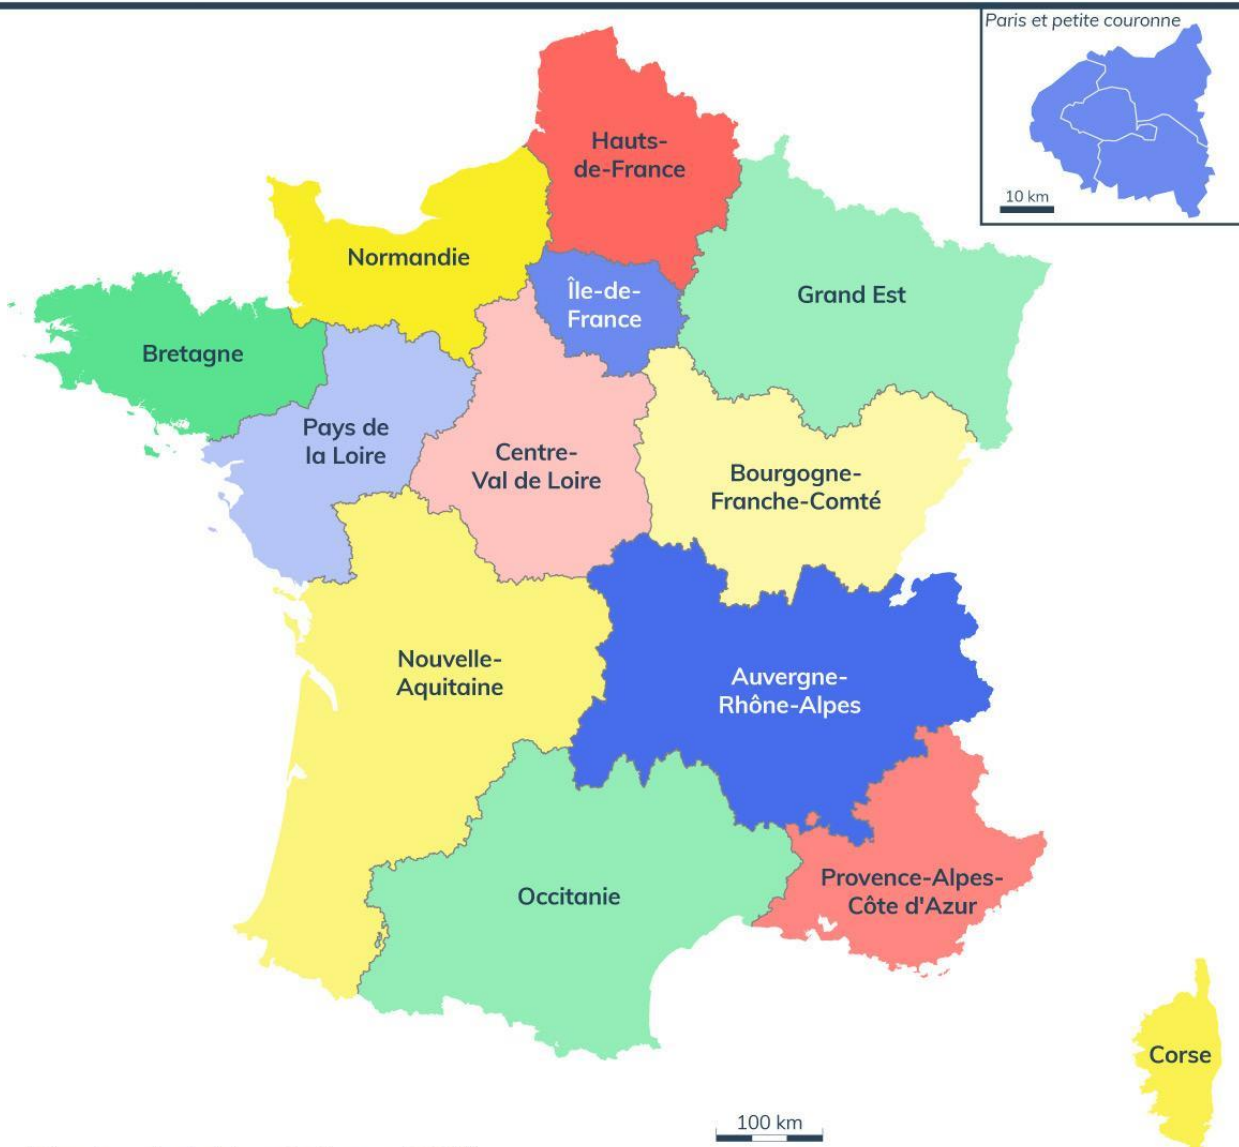 Paris et petite couronne
10 km
Hauts-
de-France
Normandie
Île-de-
France
Grand Est
Bretagne
Pays de
la Loire
Centre-
Val de Loire
Bourgogne-
Franche-Comté
Nouvelle-
Aquitaine
Auvergne-
Rhône-Alpes
Occitanie
Provence-Alpes-
Côte d'Azur
Corse
100 km